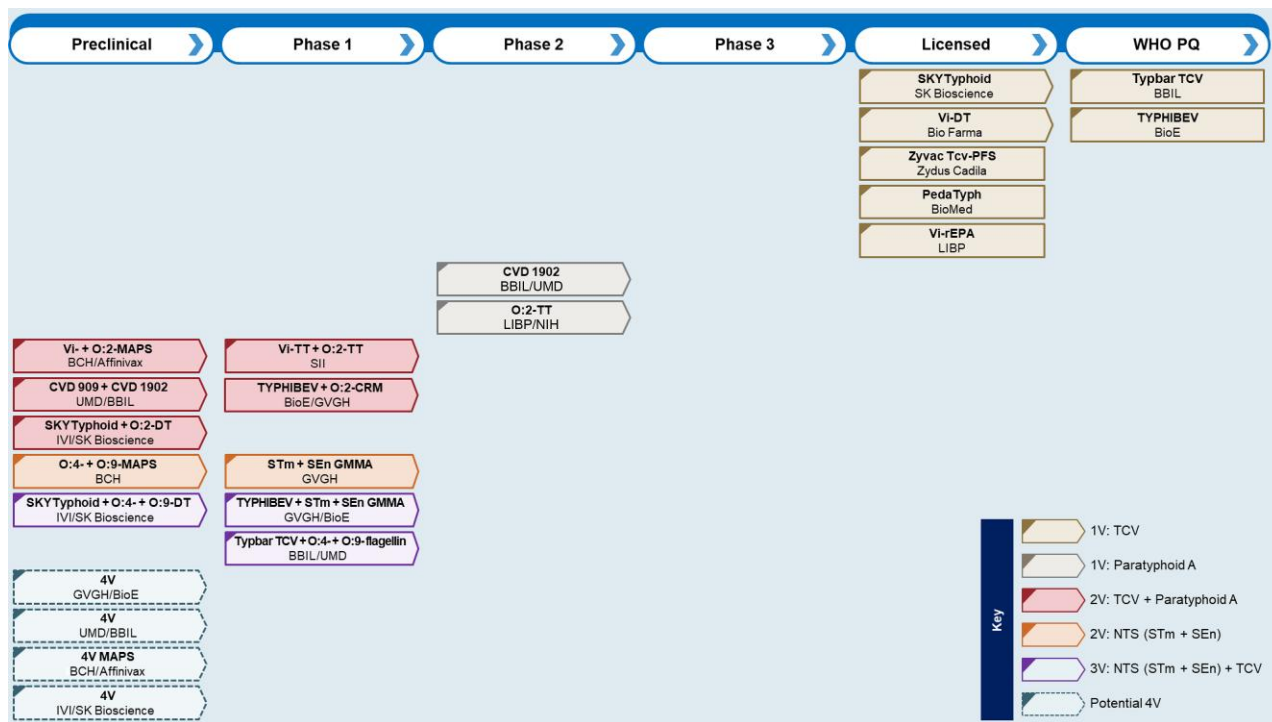 Preclinical
Phase 1
Phase 2
Phase 3
Licensed
WHO PQ
SKYTyphoid
SK Bioscience
Typbar TCV
BBIL
Vi-DT
Bio Farma
TYPHIBEV
BioE
Zyvac Tcv-PFS
Zydus Cadila
PedaTyph
BioMed
Vi-rEPA
LIBP
CVD 1902
BBIL/UMD
O:2-TT
LIBP/NIH
Vi- + O:2-MAPS
BCH/Affinivax
Vi-TT + O:2-TT
SII
CVD 909 + CVD 1902
UMD/BBIL
TYPHIBEV + O:2-CRM
BioE/GVGH
SKYTyphoid + O:2-DT
IVI/SK Bioscience
O:4- + O:9-MAPS
BCH
STm + SEn GMMA
GVGH
SKYTyphoid + O:4- + O:9-DT
IVI/SK Bioscience
TYPHIBEV + STm + SEn GMMA
GVGH/BioE
Typbar TCV + O:4- + O:9-flagellin
BBIL/UMD
4V
GVGH/BioE
4V
UMD/BBIL
4V MAPS
BCH/Affinivax
4V
IVI/SK Bioscience
Key
1V: TCV
1V: Paratyphoid A
2V: TCV + Paratyphoid A
2V: NTS (STm + SEn)
3V: NTS (STm + SEn) + TCV
Potential 4V